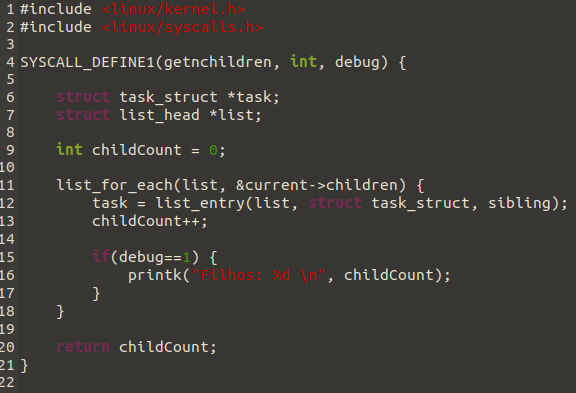 1 #include <linux/kernel.h>
2 #include <linux/syscalls.h>
3
4 SYSCALL_DEFINE1(getnchildren, int, debug) {
5
6     struct task_struct *task;
7     struct list_head *list;
8
9     int childCount = 0;
10
11     list_for_each(list, &current->children) {
12         task = list_entry(list, struct task_struct, sibling);
13         childCount++;
14
15         if(debug==1) {
16             printk("Filhos: %d \n", childCount);
17         }
18     }
19
20     return childCount;
21 }
22